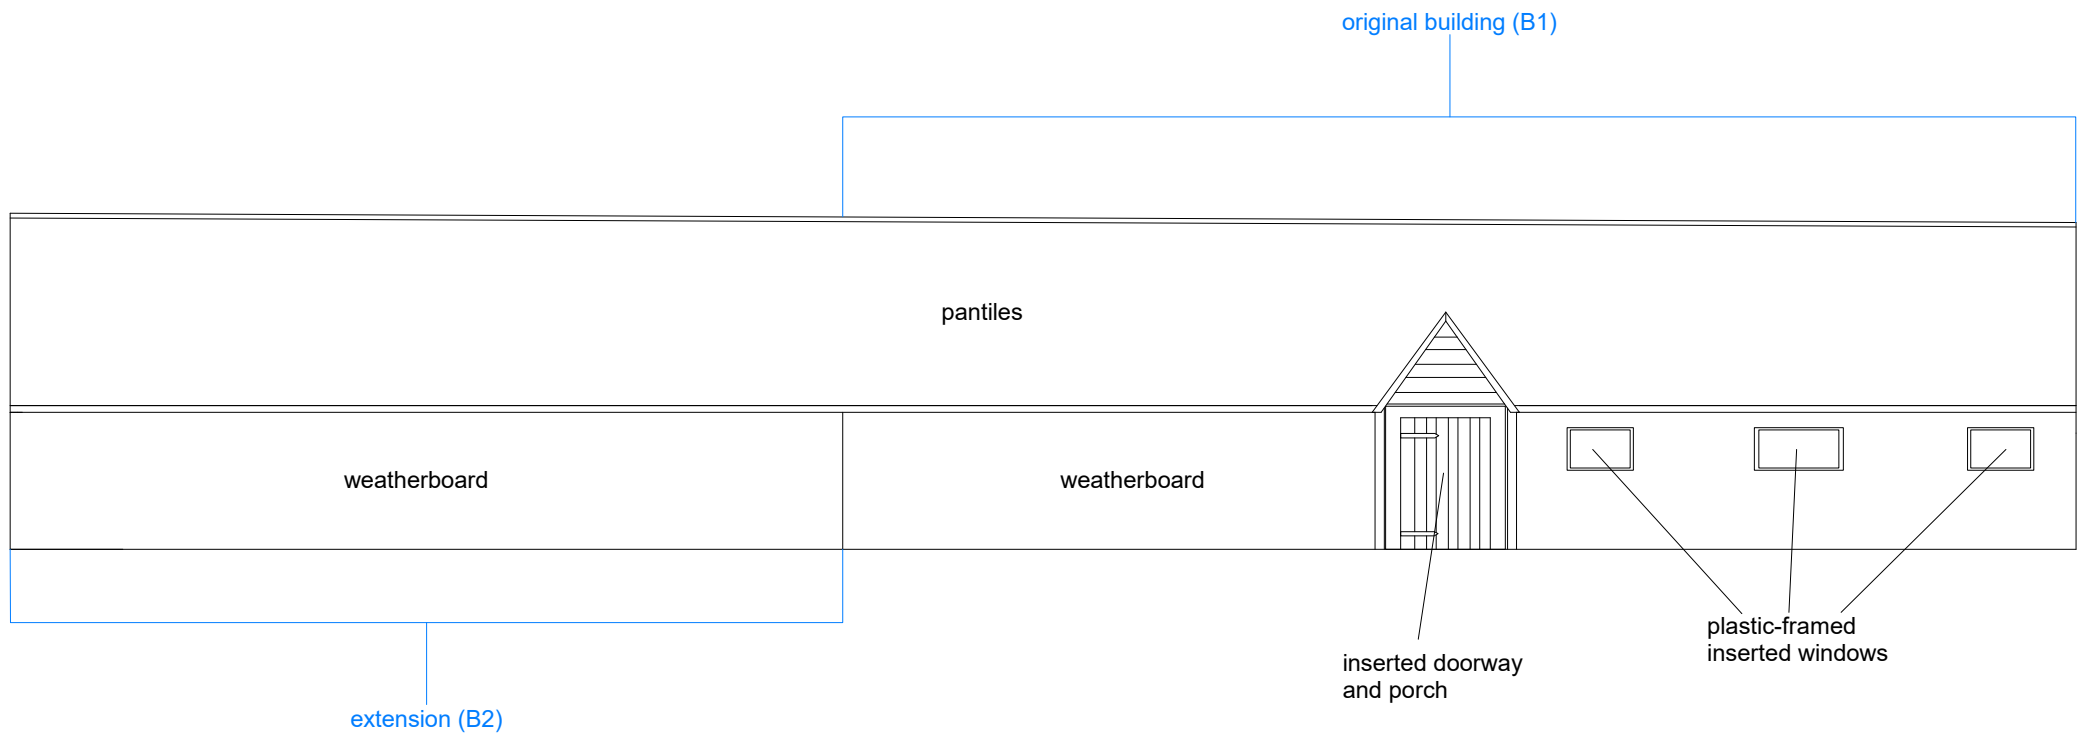 original building (B1)
pantiles
weatherboard
weatherboard
plastic-framed
inserted windows
inserted doorway
and porch
extension (B2)